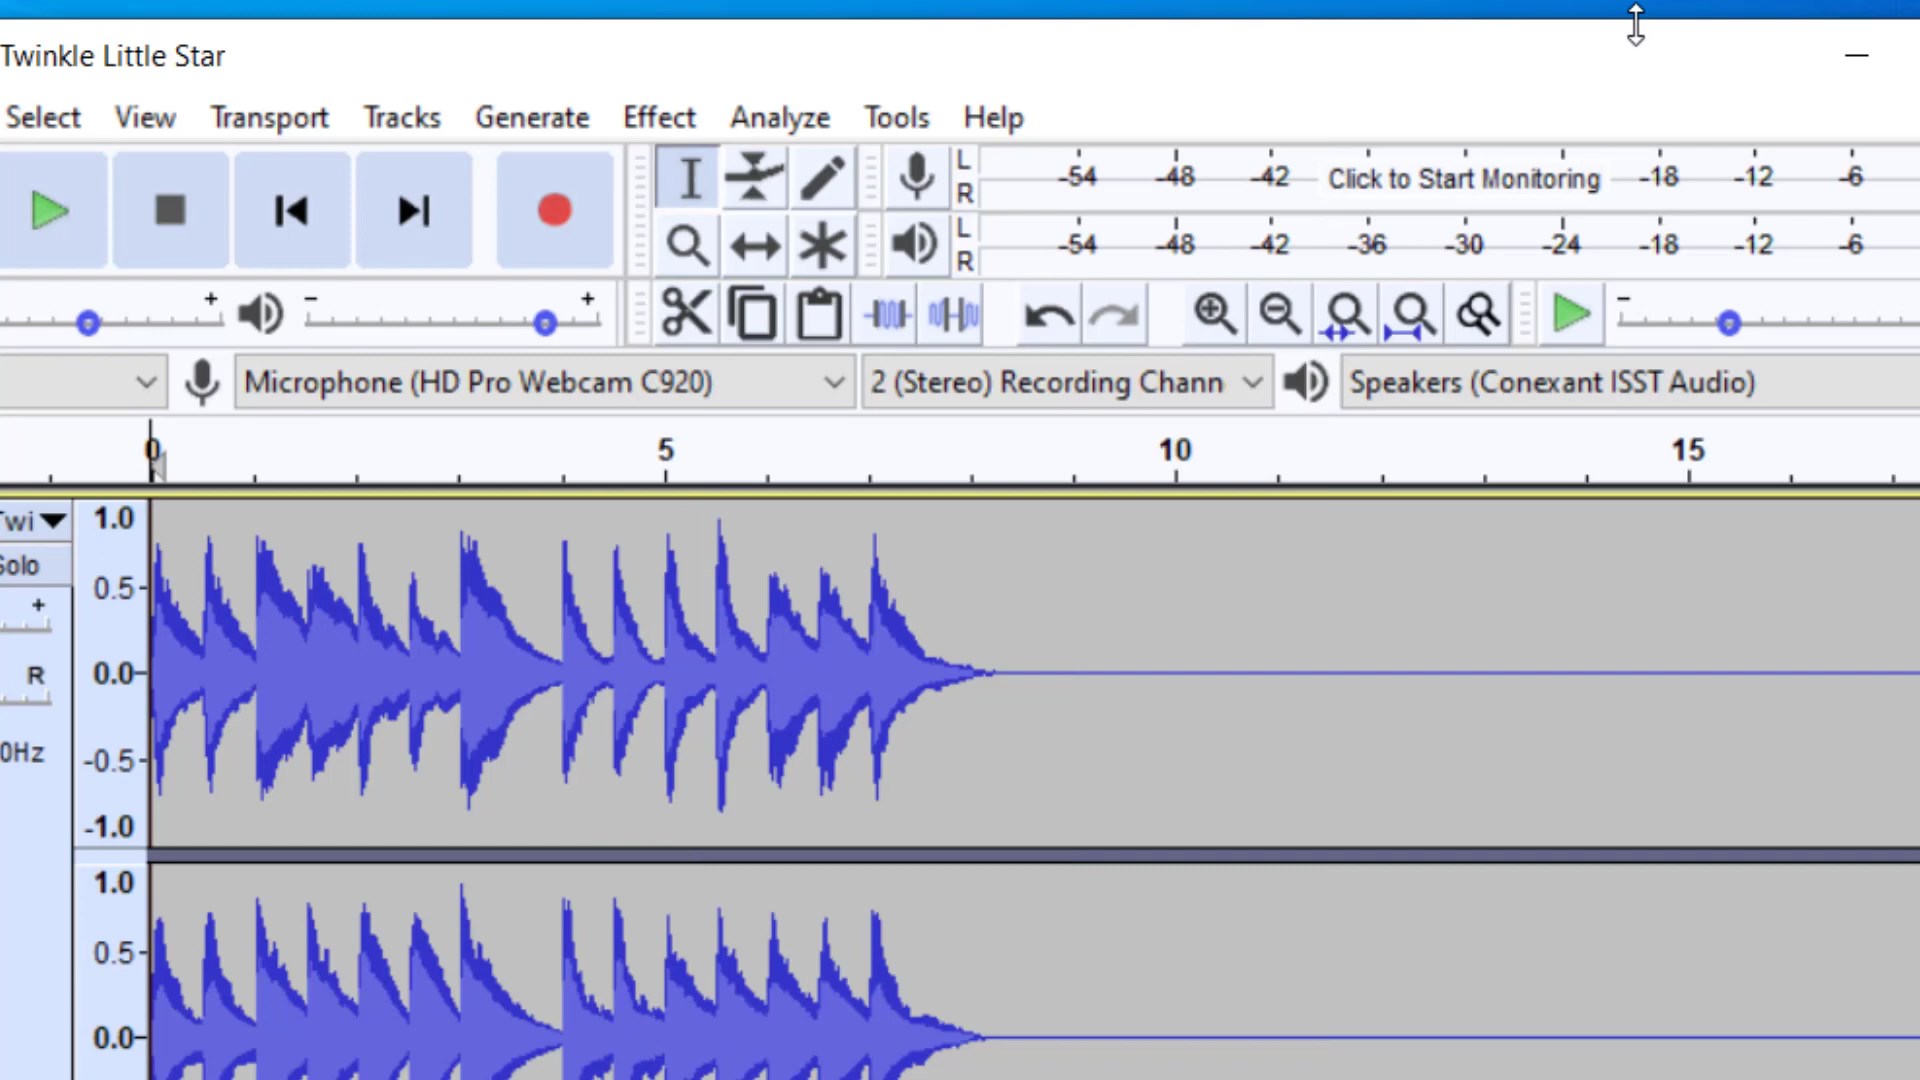 Twinkle Little Star
Select View Transport Tracks Generate Effect Analyze Tools Help
L
R
-54 -48 -42 Click to Start Monitoring -18 -12 -6
L
R
-54 -48 -42 -36 -30 -24 -18 -12 -6
+ - + -
Microphone (HD Pro Webcam C920) 2 (Stereo) Recording Chann Speakers (Conexant ISST Audio)
0 5 10 15
Twi 1.0
Solo
0.5
+
R 0.0
0Hz -0.5
-1.0
1.0
0.5
0.0